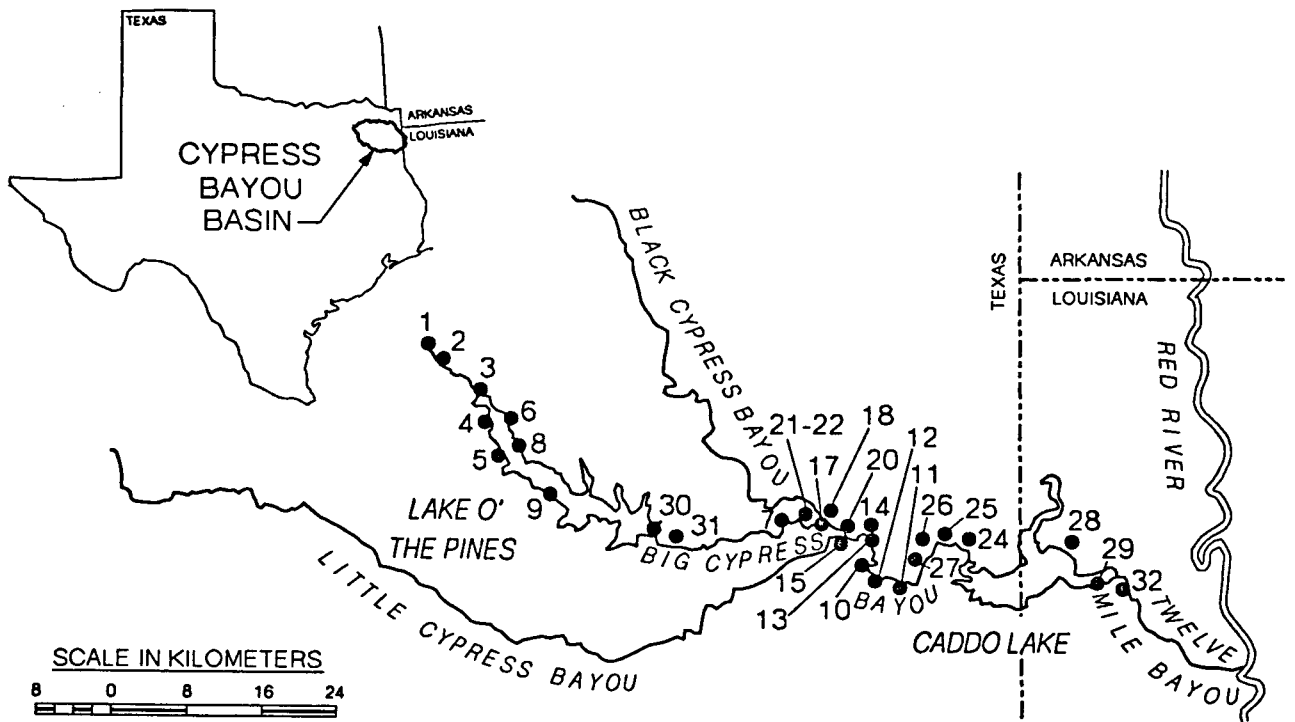 TEXAS
ARKANSAS
LOUISIANA
CYPRESS
BAYOU
BASIN
BLACK CYPRESS BAYOU
TEXAS
ARKANSAS
LOUISIANA
RED RIVER
1
2
3
4
6
5
8
9
30
31
21-22
17
18
20
12
11
14
26
25
24
28
29
32
27
15
13
10
LAKE O'
THE PINES
BIG CYPRESS
BAYOU
LITTLE CYPRESS BAYOU
CADDO LAKE
TWELVE
MILE BAYOU
SCALE IN KILOMETERS
8 0 8 16 24